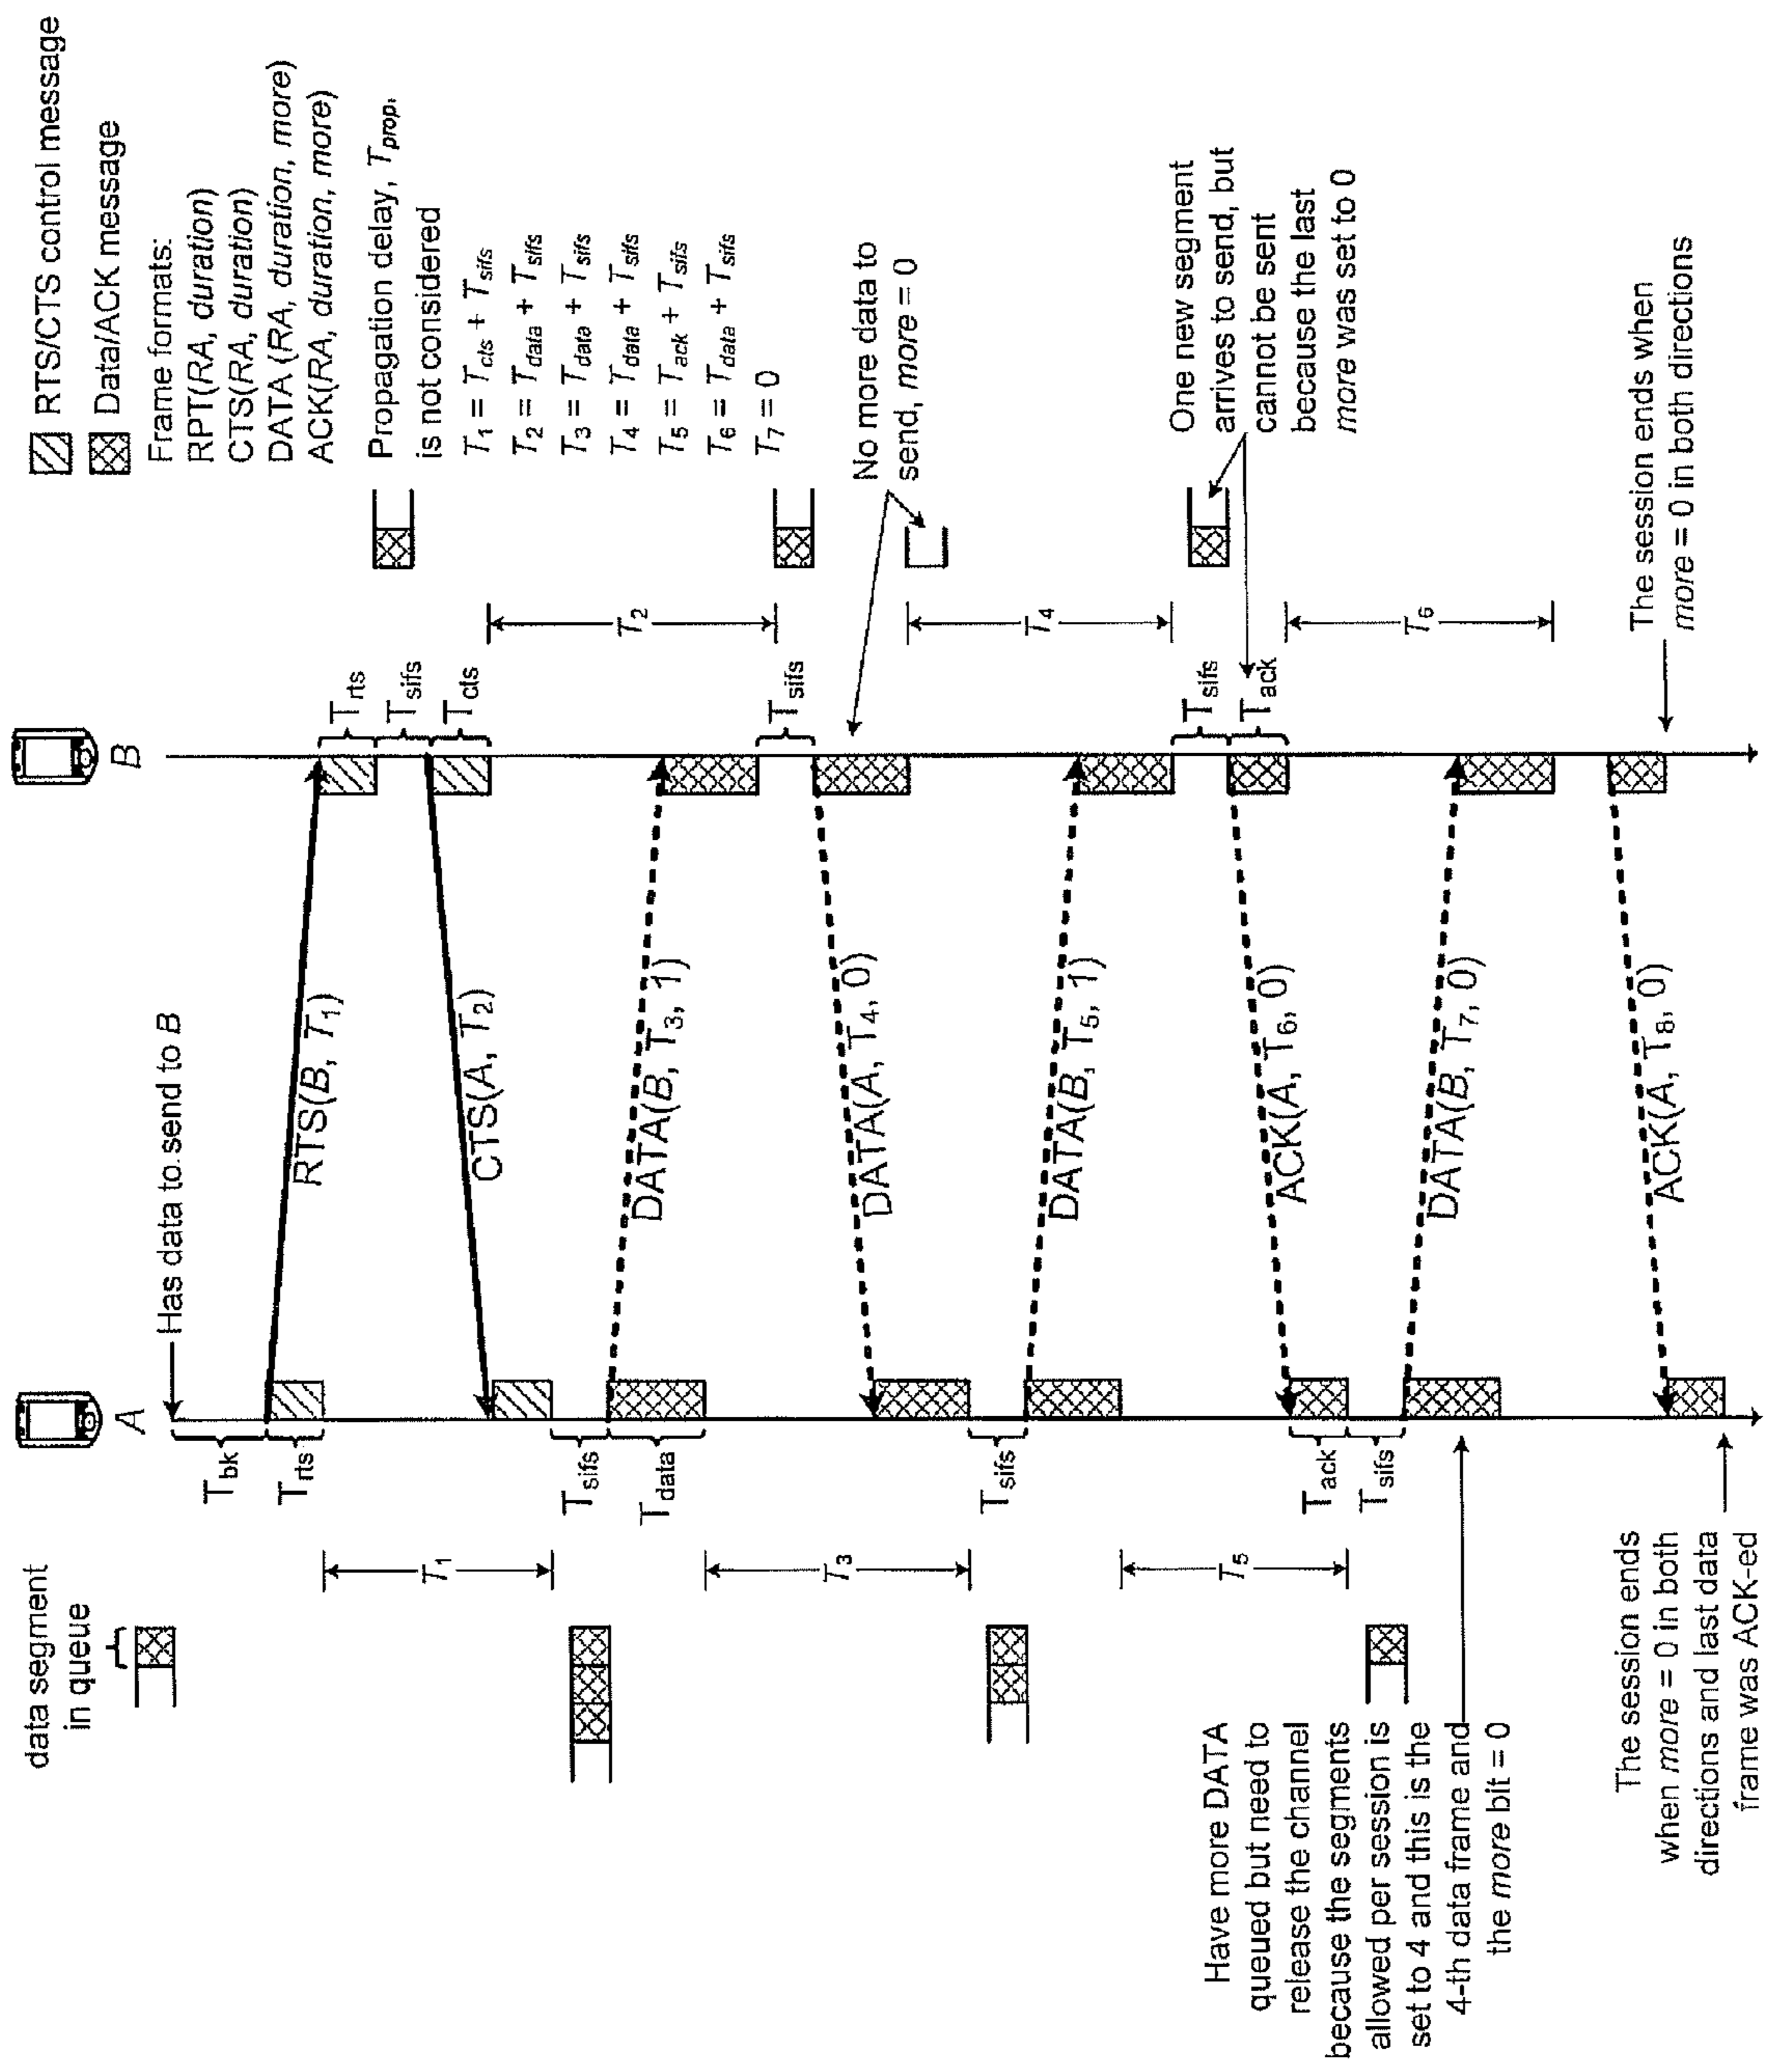 RTS/CTS control message
Data/ACK message
Frame formats:
RPT(RA, duration)
CTS(RA, duration)
DATA (RA, duration, more)
ACK(RA, duration, more)
Propagation delay, Tprop,
is not considered
T1 = Tcts + Tsifs
T2 = Tdata + Tsifs
T3 = Tdata + Tsifs
T4 = Tdata + Tsifs
T5 = Tack + Tsifs
T6 = Tdata + Tsifs
T7 = 0
No more data to
send, more = 0
One new segment
arrives to send, but
cannot be sent
because the last
more was set to 0
The session ends when
more = 0 in both directions
B
Trts
Tsifs
Tcts
T2
Tsifs
T4
Tsifs
Tack
T6
Has data to send to B
RTS(B, T1)
CTS(A, T2)
DATA(B, T3, 1)
DATA(A, T4, 0)
DATA(B, T5, 1)
ACK(A, T6, 0)
DATA(B, T7, 0)
ACK(A, T8, 0)
A
Tbk
Trts
Tsifs
Tdata
Tsifs
Tack
Tsifs
T1
T3
T5
data segment
in queue
Have more DATA
queued but need to
release the channel
because the segments
allowed per session is
set to 4 and this is the
4-th data frame and
the more bit = 0
The session ends
when more = 0 in both
directions and last data
frame was ACK-ed